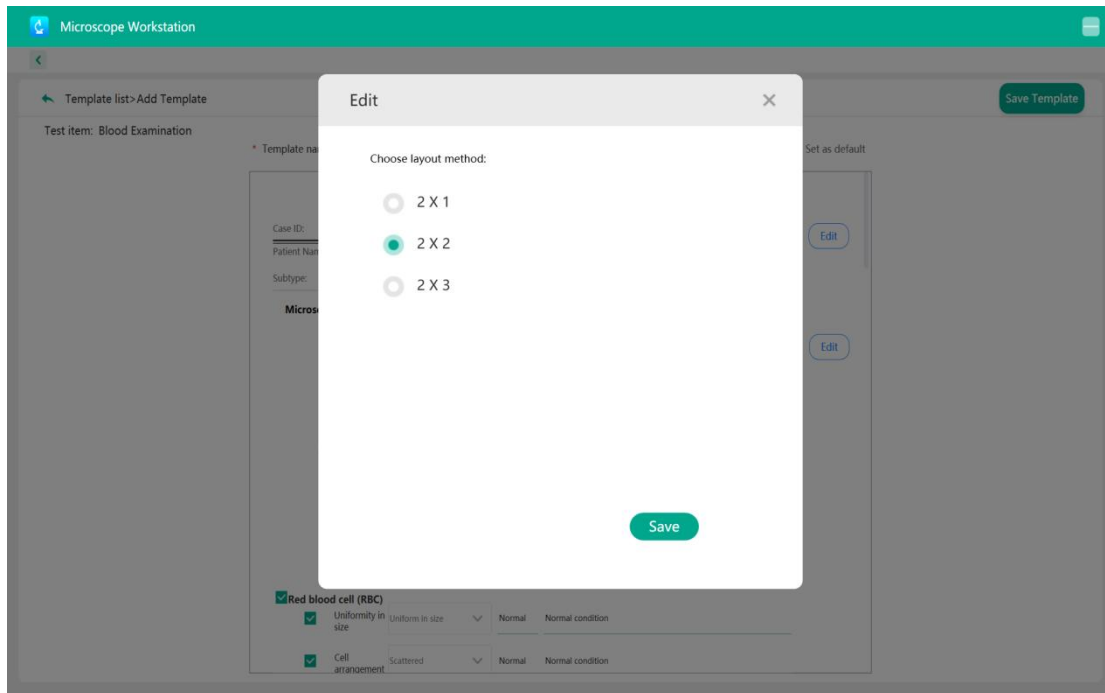 Microscope Workstation
Template list>Add Template
Save Template
Test item: Blood Examination
* Template na
Set as default
Edit
Choose layout method:
2 X 1
2 X 2
2 X 3
Save
Case ID:
Edit
Patient Nam
Subtype:
Micros
Edit
Red blood cell (RBC)
Uniformity in size
Uniform in size
Normal
Normal condition
Cell arrangement
Scattered
Normal
Normal condition